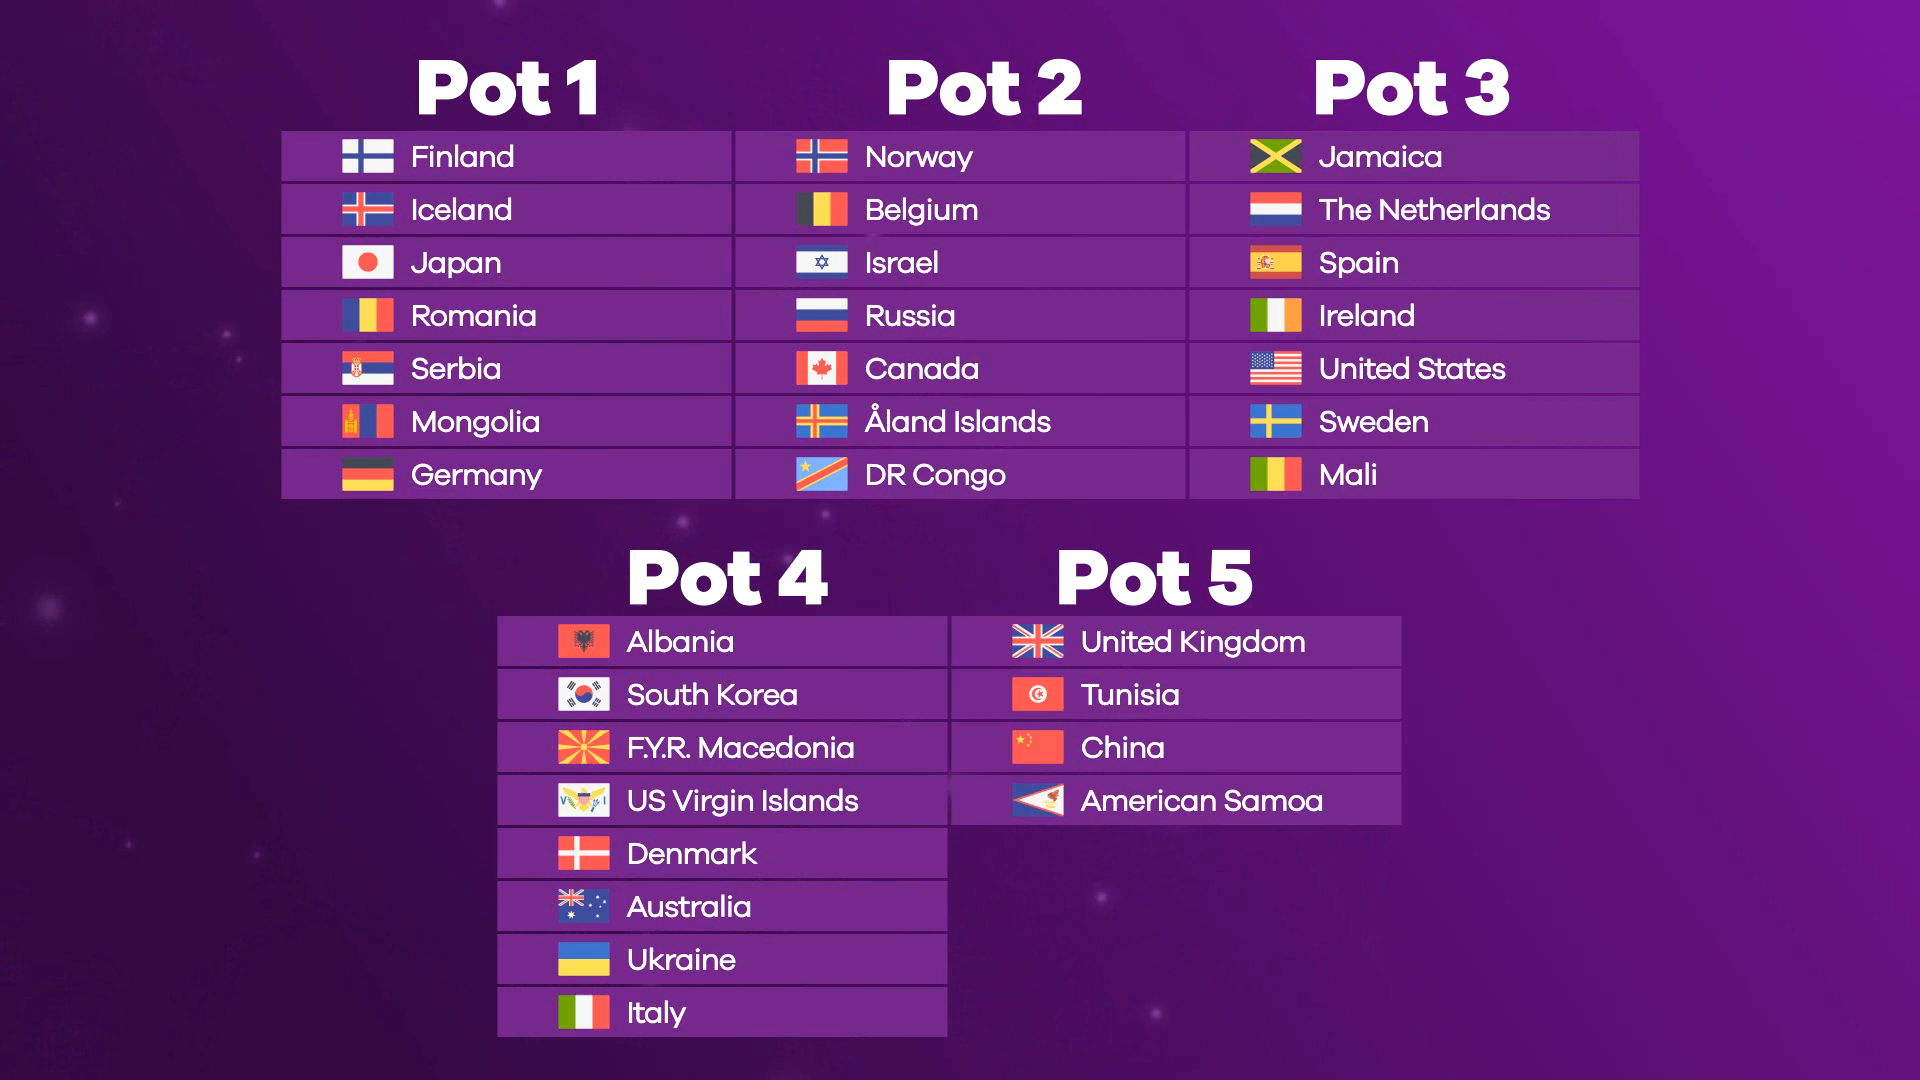 Pot 1
Finland
Iceland
Japan
Romania
Serbia
Mongolia
Germany
Pot 2
Norway
Belgium
Israel
Russia
Canada
Åland Islands
DR Congo
Pot 3
Jamaica
The Netherlands
Spain
Ireland
United States
Sweden
Mali
Pot 4
Albania
South Korea
F.Y.R. Macedonia
US Virgin Islands
Denmark
Australia
Ukraine
Italy
Pot 5
United Kingdom
Tunisia
China
American Samoa